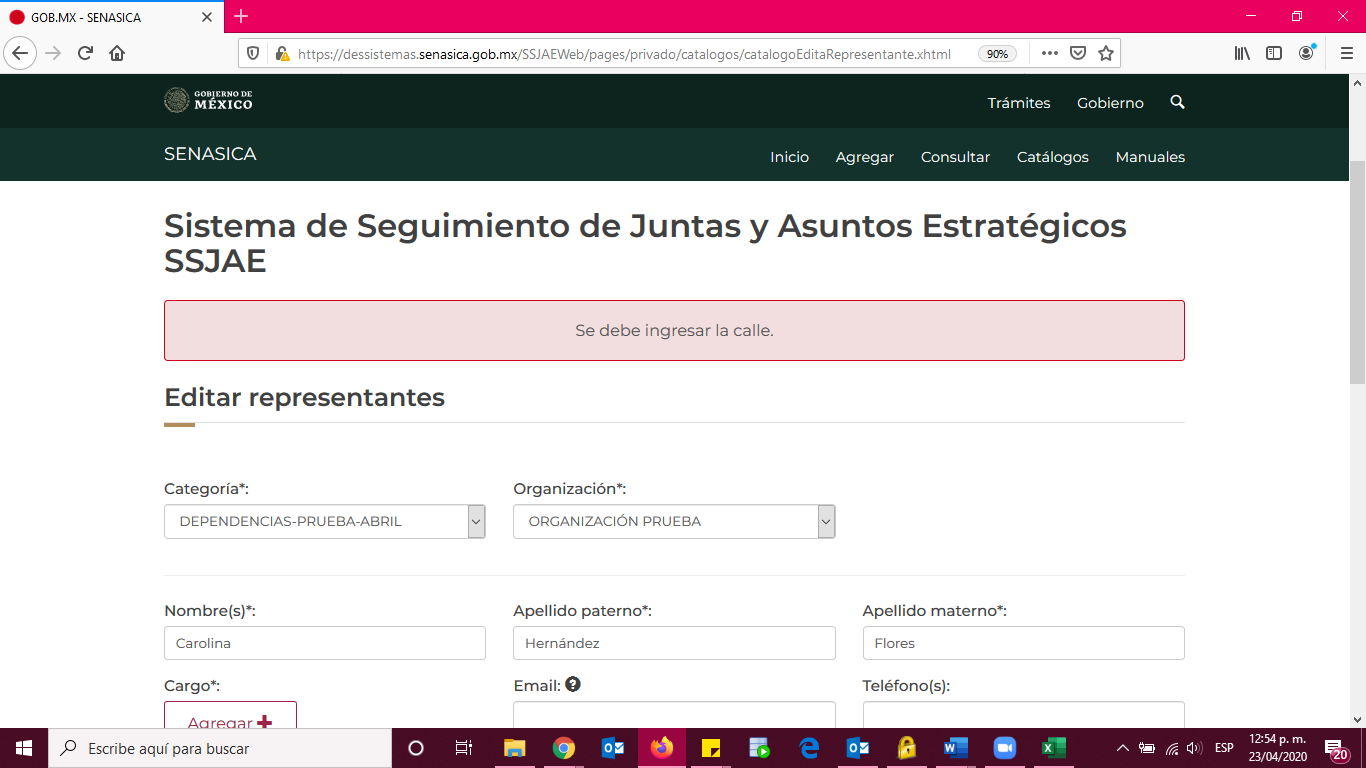 GOB.MX - SENASICA
https://dessistemas.senasica.gob.mx/SSJAEWeb/pages/privado/catalogos/catalogoEditaRepresentante.xhtml
90%
GOBIERNO DE
MÉXICO
Trámites
Gobierno
SENASICA
Inicio
Agregar
Consultar
Catálogos
Manuales
Sistema de Seguimiento de Juntas y Asuntos Estratégicos
SSJAE
Se debe ingresar la calle.
Editar representantes
Categoría*:
Organización*:
DEPENDENCIAS-PRUEBA-ABRIL
ORGANIZACIÓN PRUEBA
Nombre(s)*:
Apellido paterno*:
Apellido materno*:
Carolina
Hernández
Flores
Cargo*:
Email:
Teléfono(s):
Agregar
Escribe aquí para buscar
ESP
12:54 p. m.
23/04/2020
20